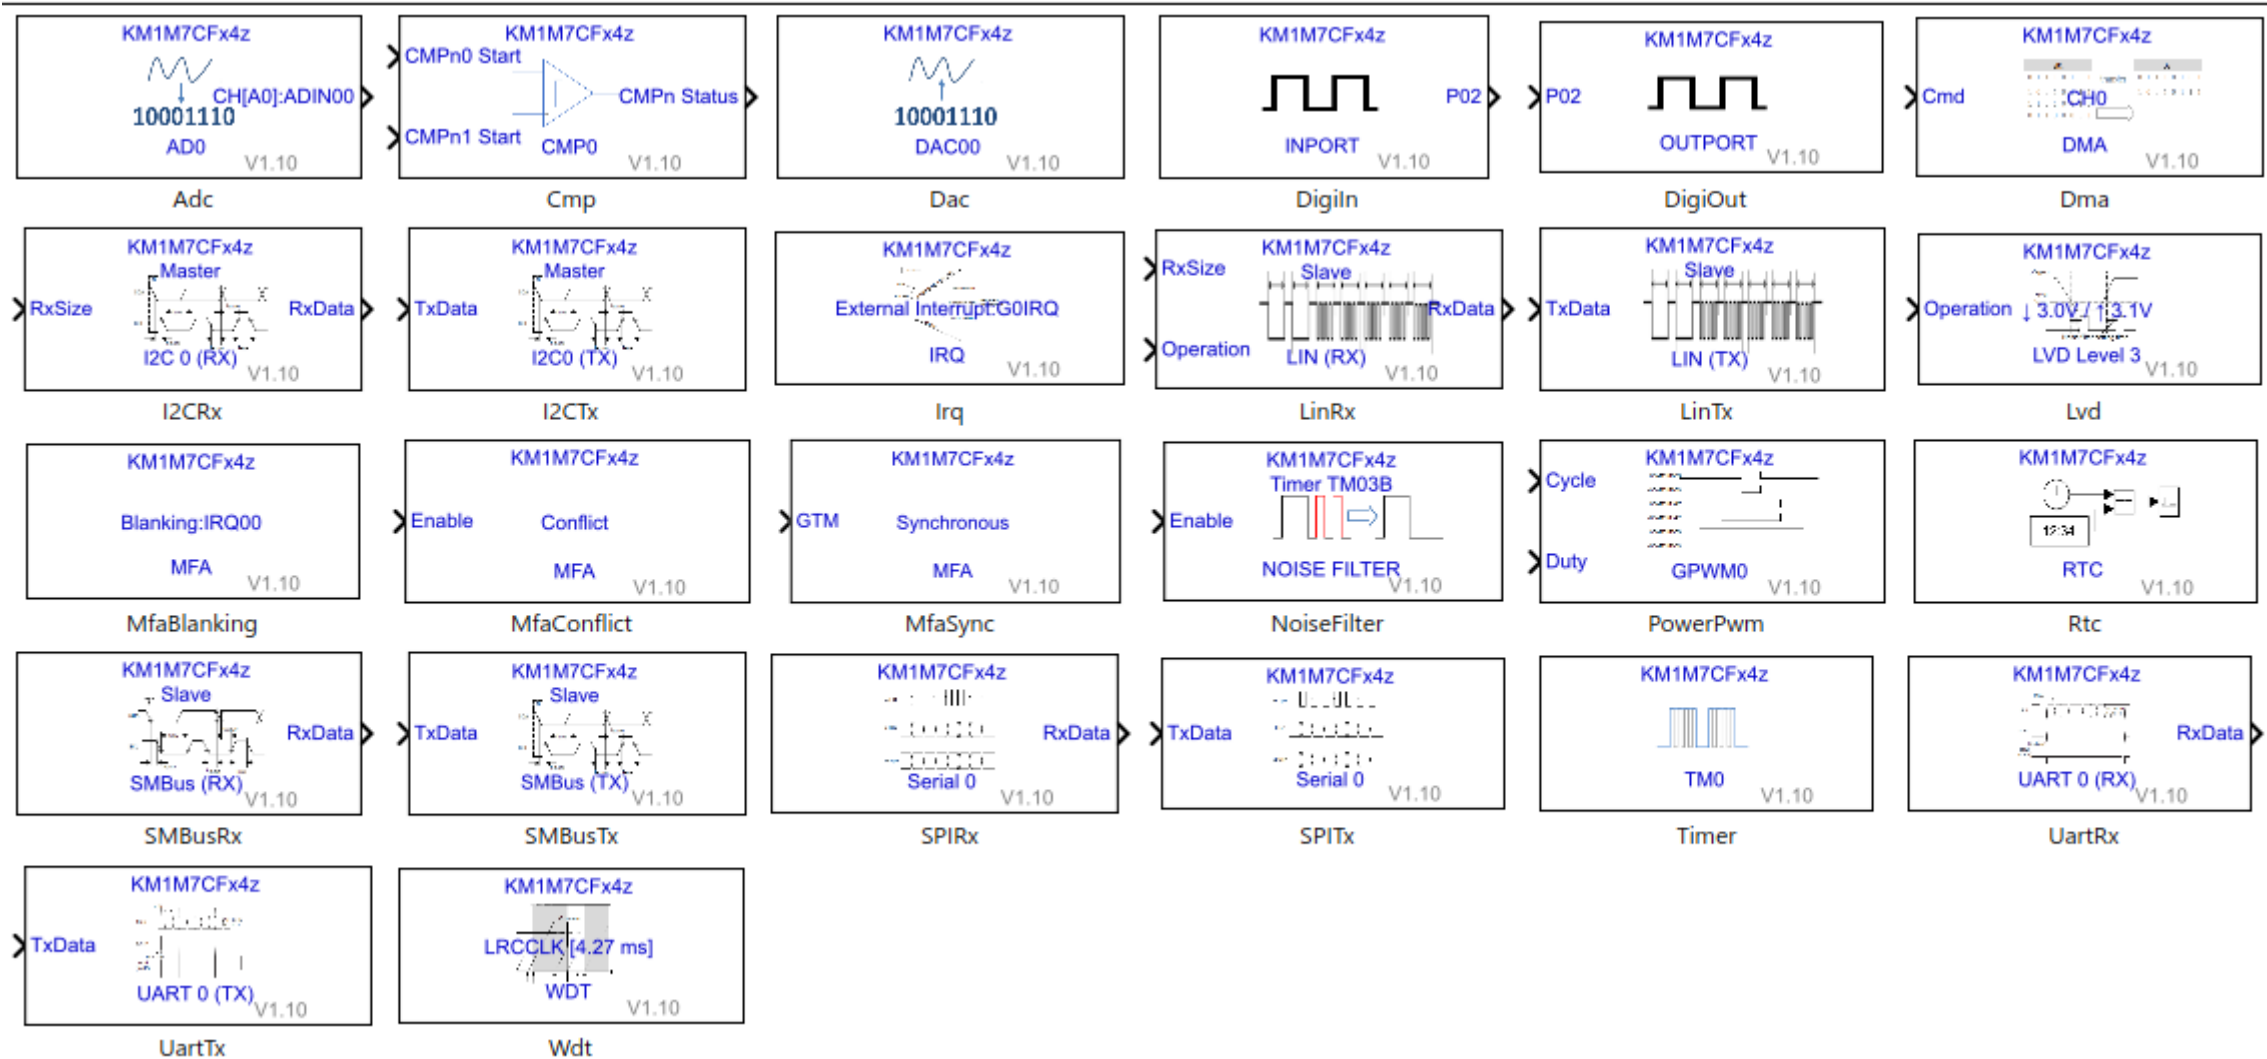 KM1M7CFx4z
CH[A0]:ADIN00
10001110
AD0
V1.10
Adc
KM1M7CFx4z
CMPn0 Start
CMPn Status
CMPn1 Start
CMP0
V1.10
Cmp
KM1M7CFx4z
10001110
DAC00
V1.10
Dac
KM1M7CFx4z
P02
INPORT
V1.10
DigiIn
KM1M7CFx4z
P02
OUTPORT
V1.10
DigiOut
KM1M7CFx4z
Cmd
CH0
DMA
V1.10
Dma
KM1M7CFx4z
Master
RxSize
RxData
I2C 0 (RX)
V1.10
I2CRx
KM1M7CFx4z
Master
TxData
I2C0 (TX)
V1.10
I2CTx
KM1M7CFx4z
External Interrupt:G0IRQ
IRQ
V1.10
Irq
KM1M7CFx4z
RxSize
Slave
RxData
Operation
LIN (RX)
V1.10
LinRx
KM1M7CFx4z
Slave
TxData
LIN (TX)
V1.10
LinTx
KM1M7CFx4z
Operation
↓ 3.0V / ↑ 3.1V
LVD Level 3
V1.10
Lvd
KM1M7CFx4z
Blanking:IRQ00
MFA
V1.10
MfaBlanking
KM1M7CFx4z
Enable
Conflict
MFA
V1.10
MfaConflict
KM1M7CFx4z
GTM
Synchronous
MFA
V1.10
MfaSync
KM1M7CFx4z
Timer TM03B
Enable
NOISE FILTER
V1.10
NoiseFilter
KM1M7CFx4z
Cycle
Duty
GPWM0
V1.10
PowerPwm
KM1M7CFx4z
12:34
RTC
V1.10
Rtc
KM1M7CFx4z
Slave
RxData
SMBus (RX)
V1.10
SMBusRx
KM1M7CFx4z
Slave
TxData
SMBus (TX)
V1.10
SMBusTx
KM1M7CFx4z
RxData
Serial 0
V1.10
SPIRx
KM1M7CFx4z
TxData
Serial 0
V1.10
SPITx
KM1M7CFx4z
TM0
V1.10
Timer
KM1M7CFx4z
RxData
UART 0 (RX)
V1.10
UartRx
KM1M7CFx4z
TxData
UART 0 (TX)
V1.10
UartTx
KM1M7CFx4z
LRCCLK [4.27 ms]
WDT
V1.10
Wdt